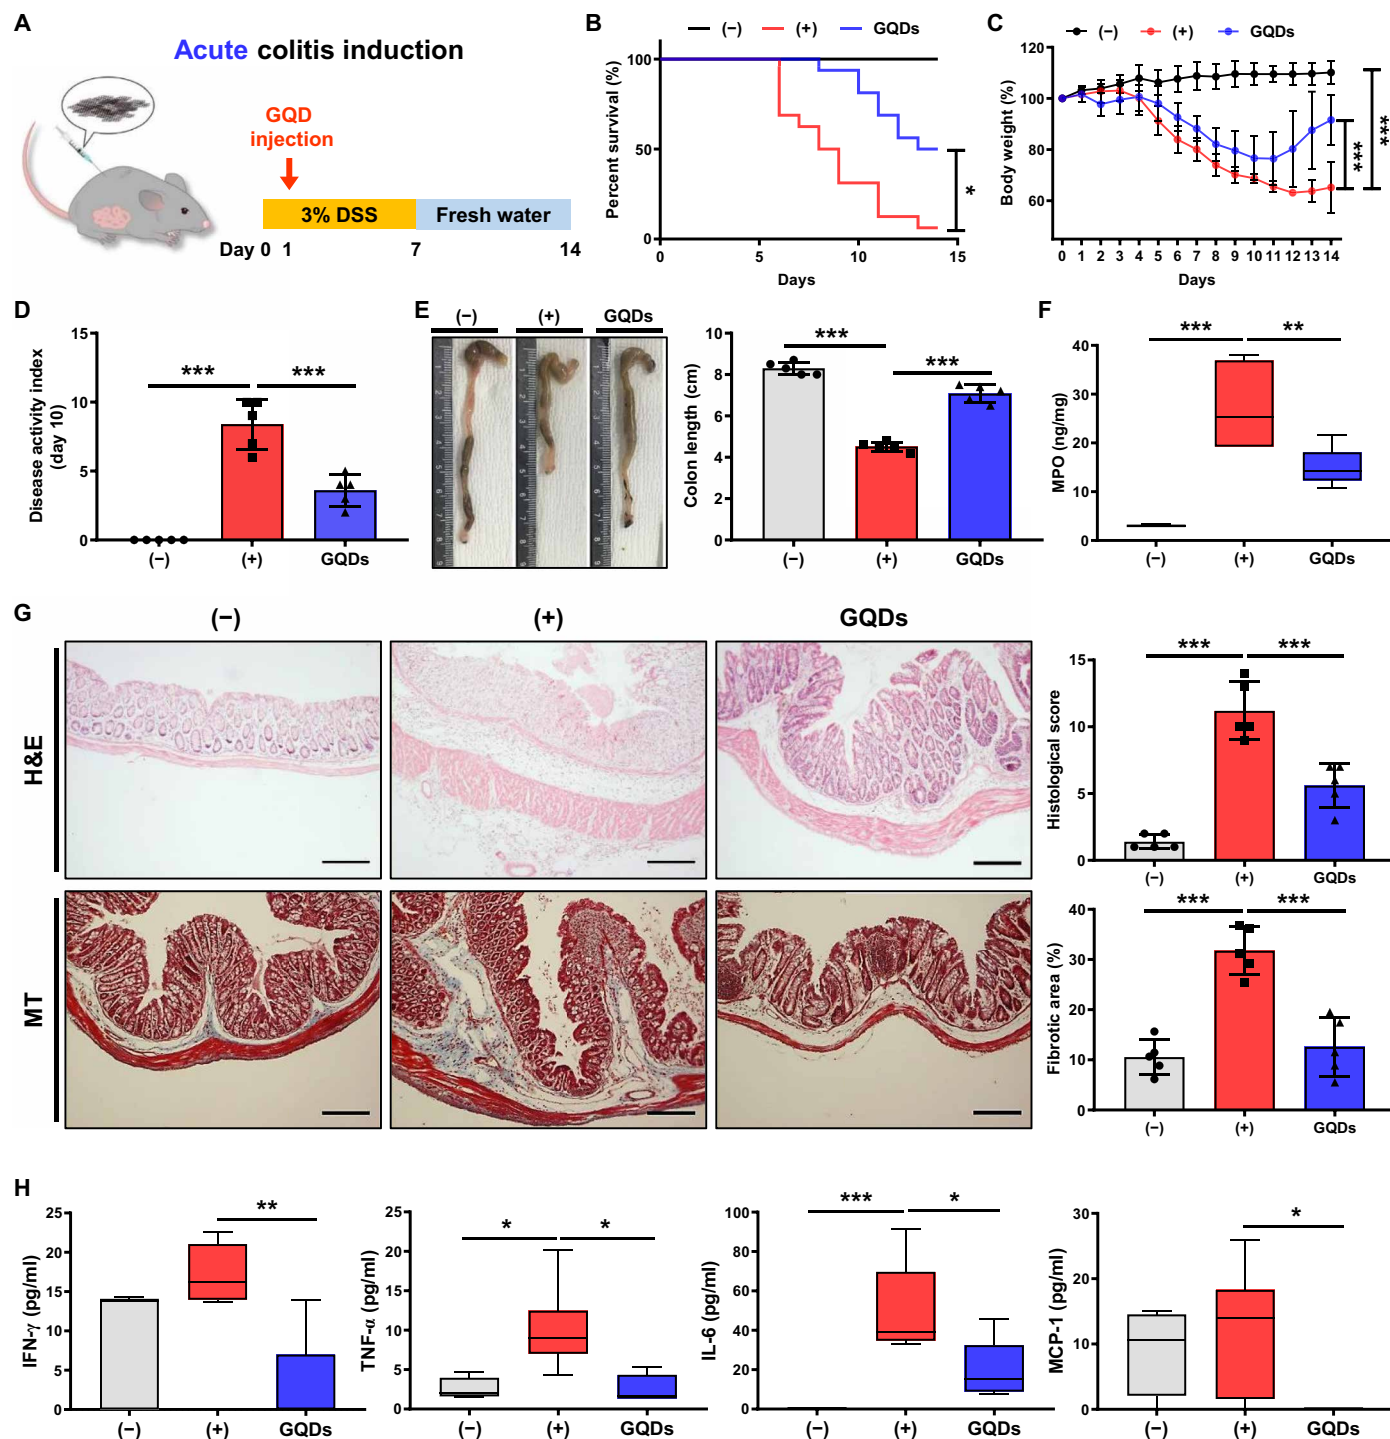 A
Acute colitis induction
GQD
injection
3% DSS
Fresh water
Day 0 1 7 14
B
(−) (+) GQDs
Percent survival (%)
100
50
0
0 5 10 15
Days
*
C
(−) (+) GQDs
Body weight (%)
120
100
80
60
0 1 2 3 4 5 6 7 8 9 10 11 12 13 14
Days
***
***
D
Disease activity index
(day 10)
15
10
5
0
*** ***
(−) (+) GQDs
E
(−) (+) GQDs
Colon length (cm)
10
8
6
4
2
0
***
***
(−) (+) GQDs
F
MPO (ng/mg)
40
30
20
10
0
*** **
(−) (+) GQDs
G
(−) (+) GQDs
H&E
MT
Histological score
15
10
5
0
*** ***
(−) (+) GQDs
Fibrotic area (%)
40
30
20
10
0
*** ***
(−) (+) GQDs
H
IFN-γ (pg/ml)
25
20
15
10
5
0
**
(−) (+) GQDs
TNF-α (pg/ml)
25
20
15
10
5
0
* *
(−) (+) GQDs
IL-6 (pg/ml)
100
80
60
40
20
0
*** *
(−) (+) GQDs
MCP-1 (pg/ml)
30
20
10
0
*
(−) (+) GQDs